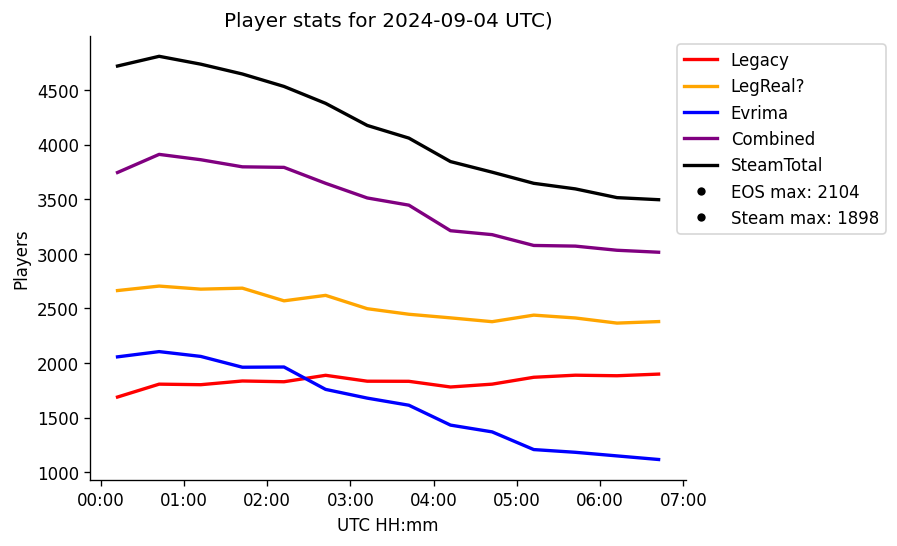 Player stats for 2024-09-04 UTC)
Legacy
LegReal?
Evrima
Combined
SteamTotal
EOS max: 2104
Steam max: 1898
Players
4500
4000
3500
3000
2500
2000
1500
1000
00:00 01:00 02:00 03:00 04:00 05:00 06:00 07:00
UTC HH:mm